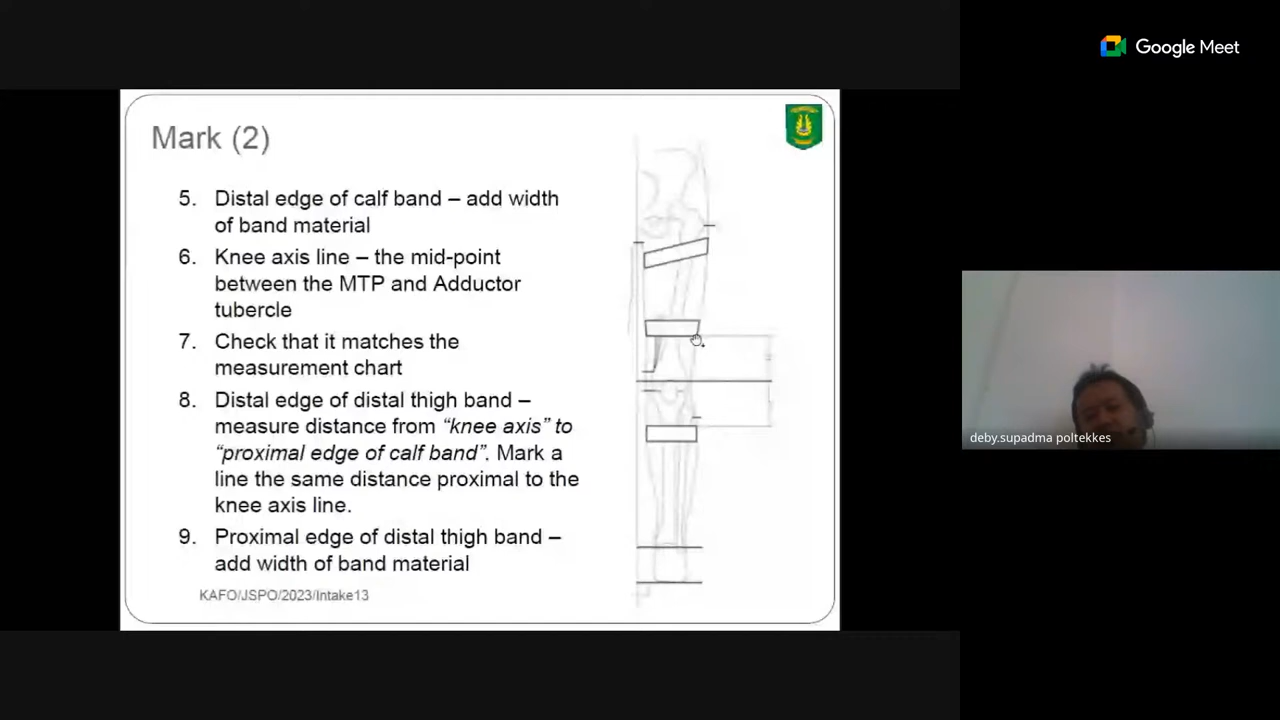 Google Meet
Mark (2)
5. Distal edge of calf band – add width
of band material
6. Knee axis line – the mid-point
between the MTP and Adductor
tubercle
7. Check that it matches the
measurement chart
8. Distal edge of distal thigh band –
measure distance from “knee axis” to
“proximal edge of calf band”. Mark a
line the same distance proximal to the
knee axis line.
9. Proximal edge of distal thigh band –
add width of band material
KAFO/JSPO/2023/Intake13
deby.supadma poltekkes